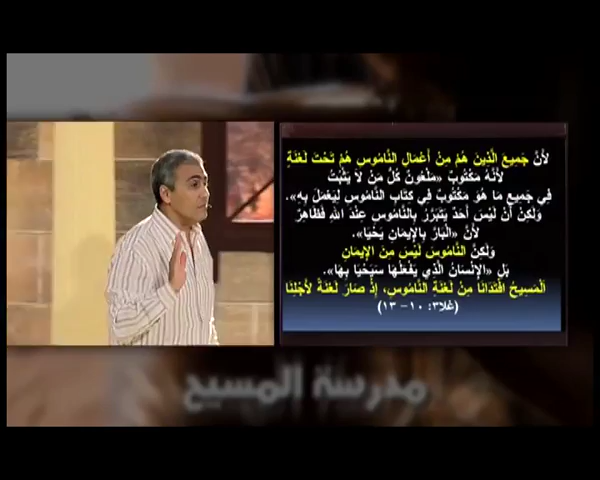 لأَنَّ جَمِيعَ الَّذِينَ هُمْ مِنْ أَعْمَالِ النَّامُوسِ هُمْ تَحْتَ لَعْنَةٍ
لأَنَّهُ مَكْتُوبٌ «مَلْعُونٌ كُلُّ مَنْ لاَ يَثْبُتُ
فِي جَمِيعِ مَا هُوَ مَكْتُوبٌ فِي كِتَابِ النَّامُوسِ لِيَعْمَلَ بِهِ».
وَلكِنْ أَنْ لَيْسَ أَحَدٌ يَتَبَرَّرُ بِالنَّامُوسِ عِنْدَ اللهِ فَظَاهِرٌ
لأَنَّ «الْبَارَّ بِالإِيمَانِ يَحْيَا».
وَلكِنَّ النَّامُوسَ لَيْسَ مِنَ الإِيمَانِ
بَلِ «الإِنْسَانُ الَّذِي يَفْعَلُهَا سَيَحْيَا بِهَا».
اَلْمَسِيحُ افْتَدَانَا مِنْ لَعْنَةِ النَّامُوسِ، إِذْ صَارَ لَعْنَةً لأَجْلِنَا
(غلا٣: ١٠- ١٣)
مدرسة المسيح